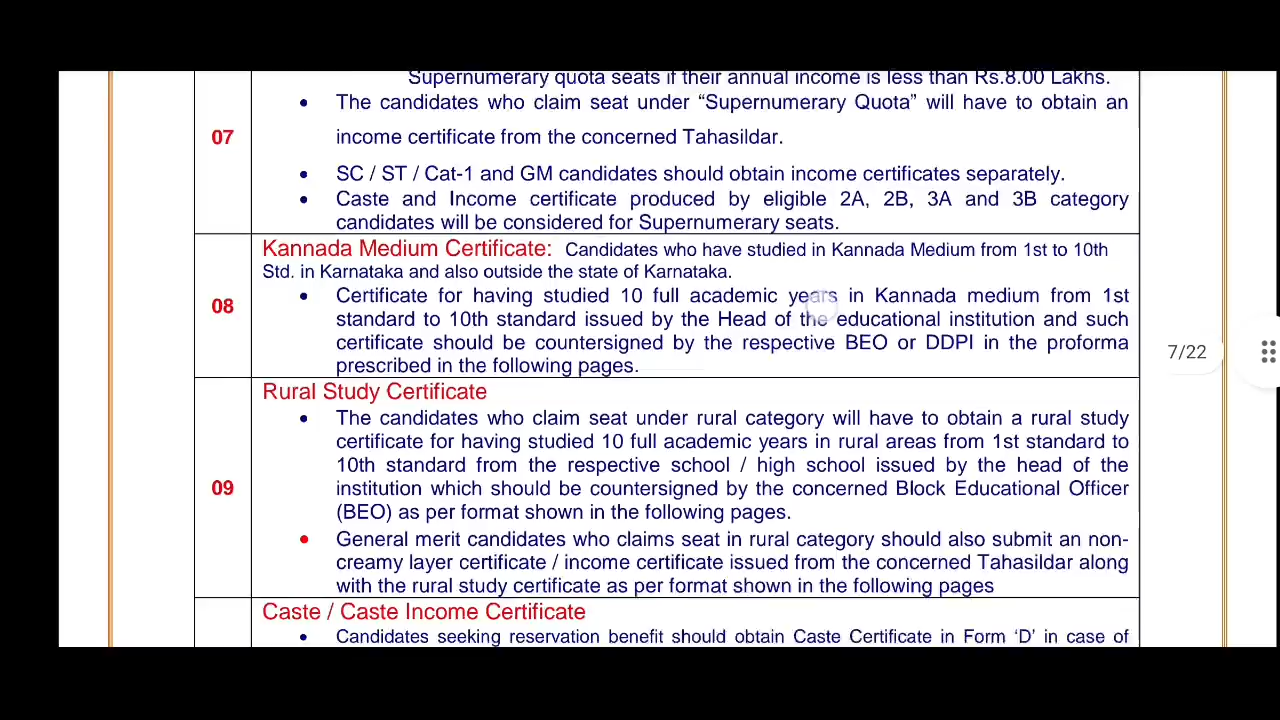 Supernumerary quota seats if their annual income is less than Rs.8.00 Lakhs.
• The candidates who claim seat under “Supernumerary Quota” will have to obtain an
07
income certificate from the concerned Tahasildar.
• SC / ST / Cat-1 and GM candidates should obtain income certificates separately.
• Caste and Income certificate produced by eligible 2A, 2B, 3A and 3B category
candidates will be considered for Supernumerary seats.
08
Kannada Medium Certificate: Candidates who have studied in Kannada Medium from 1st to 10th
Std. in Karnataka and also outside the state of Karnataka.
• Certificate for having studied 10 full academic years in Kannada medium from 1st
standard to 10th standard issued by the Head of the educational institution and such
certificate should be countersigned by the respective BEO or DDPI in the proforma
prescribed in the following pages.
7/22
09
Rural Study Certificate
• The candidates who claim seat under rural category will have to obtain a rural study
certificate for having studied 10 full academic years in rural areas from 1st standard to
10th standard from the respective school / high school issued by the head of the
institution which should be countersigned by the concerned Block Educational Officer
(BEO) as per format shown in the following pages.
• General merit candidates who claims seat in rural category should also submit an non-
creamy layer certificate / income certificate issued from the concerned Tahasildar along
with the rural study certificate as per format shown in the following pages
Caste / Caste Income Certificate
• Candidates seeking reservation benefit should obtain Caste Certificate in Form ‘D’ in case of